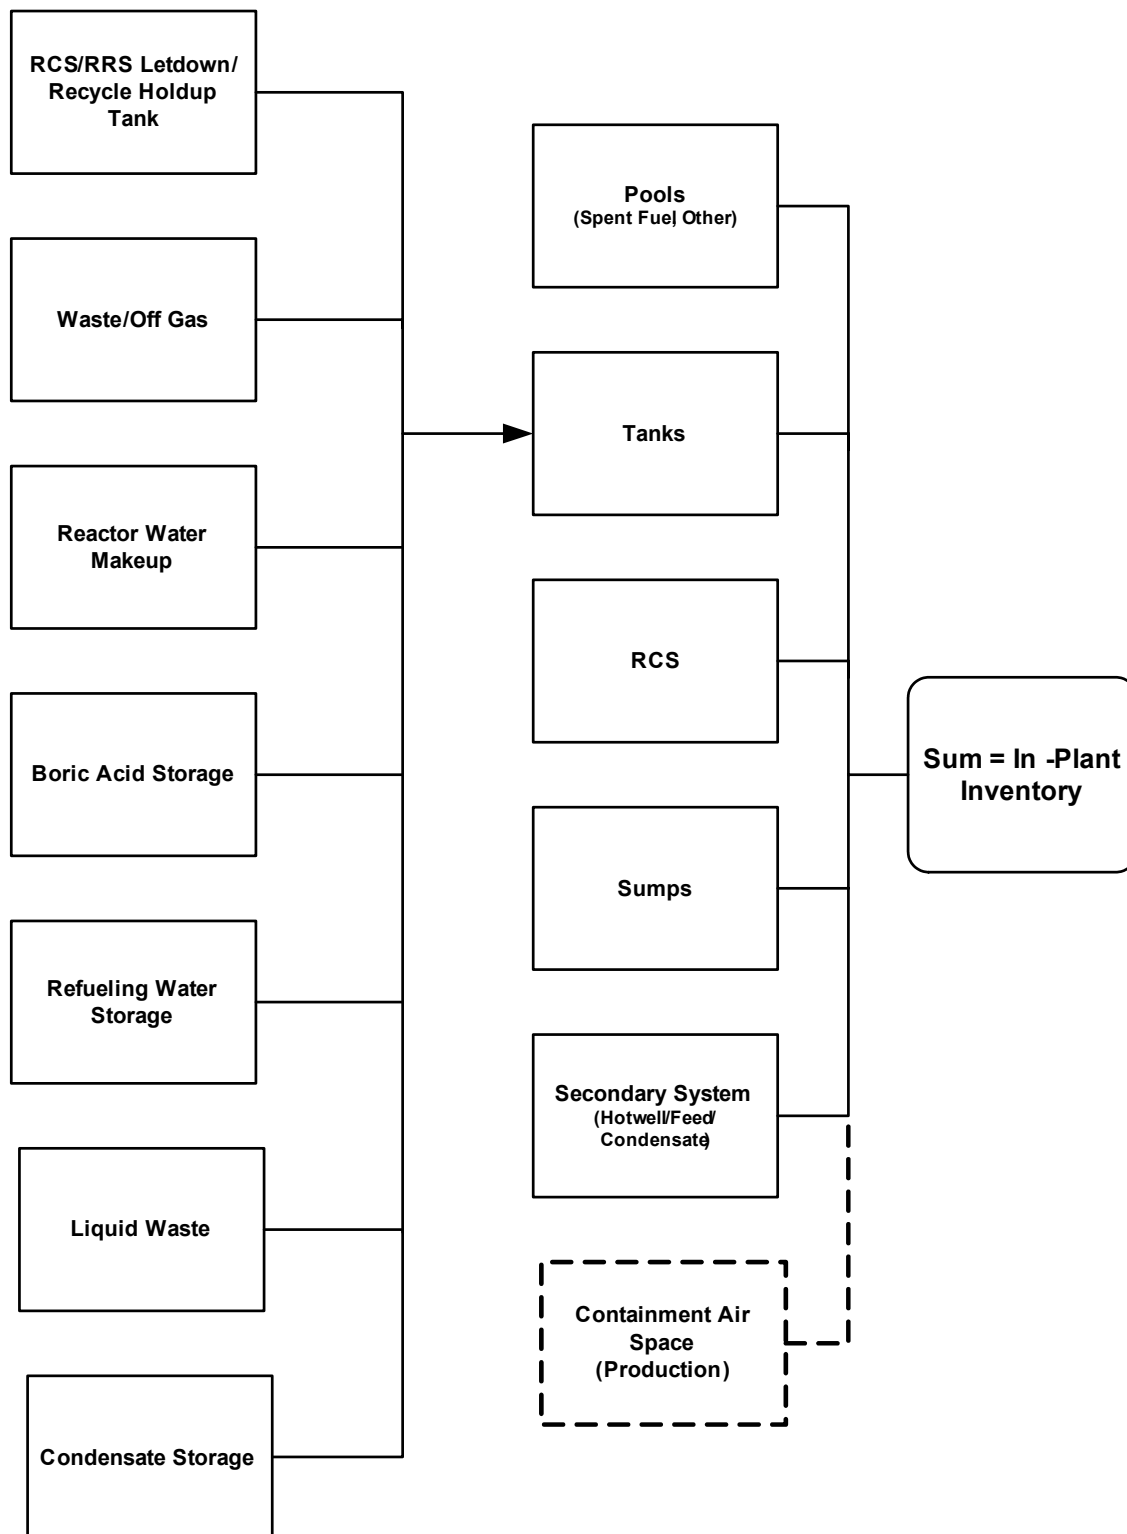 RCS/RRS Letdown/
Recycle Holdup
Tank
Waste/Off Gas
Reactor Water
Makeup
Boric Acid Storage
Refueling Water
Storage
Liquid Waste
Condensate Storage
Pools
(Spent Fuel, Other)
Tanks
RCS
Sumps
Secondary System
(Hotwell/Feed/
Condensate)
Containment Air
Space
(Production)
Sum = In -Plant
Inventory